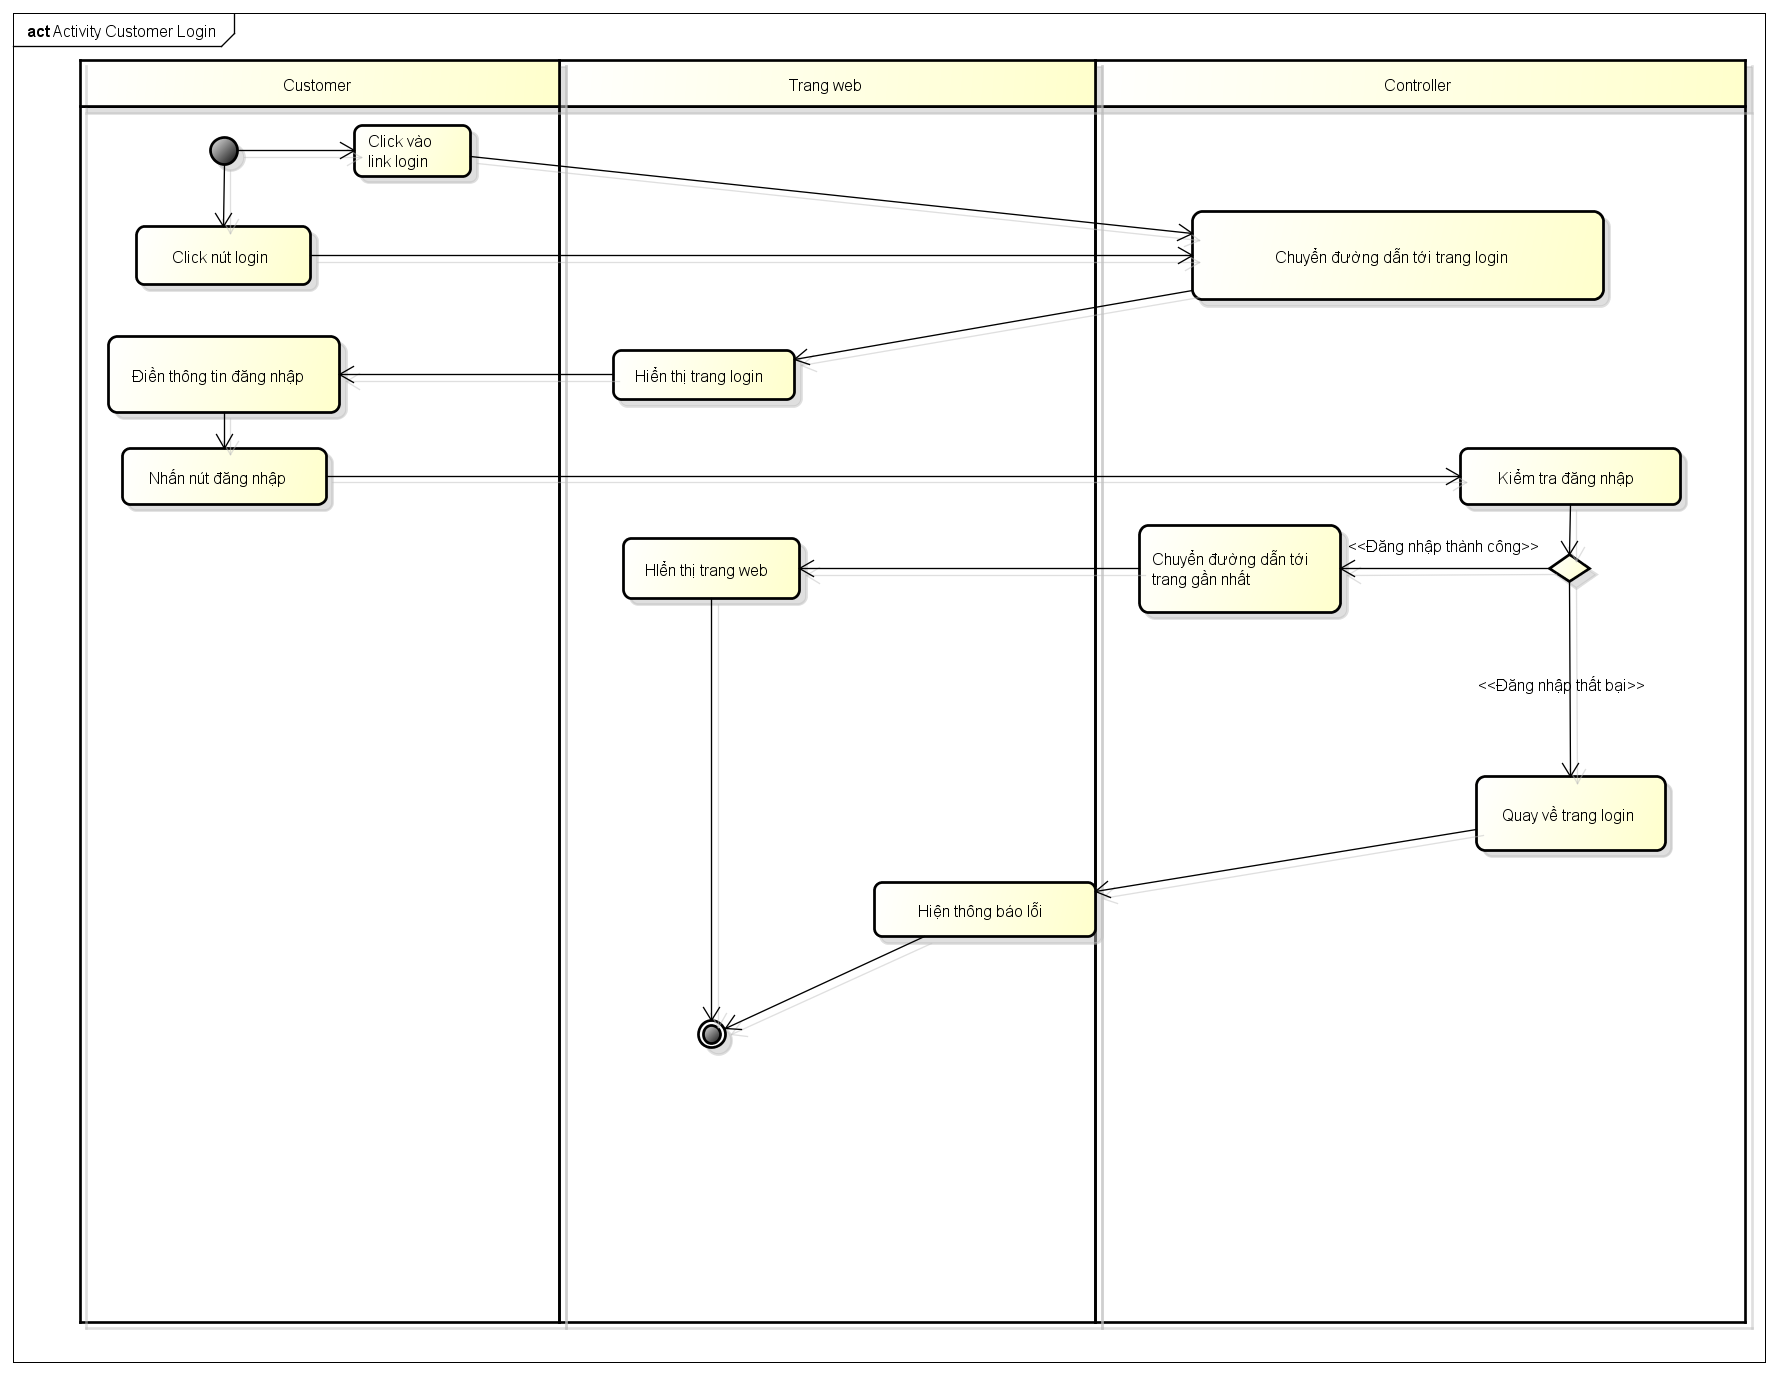 act Activity Customer Login
Customer
Trang web
Controller
Click vào
link login
Click nút login
Chuyển đường dẫn tới trang login
Điền thông tin đăng nhập
Hiển thị trang login
Nhấn nút đăng nhập
Kiểm tra đăng nhập
<<Đăng nhập thành công>>
Chuyển đường dẫn tới
trang gần nhất
HIển thị trang web
<<Đăng nhập thất bại>>
Quay về trang login
Hiện thông báo lỗi